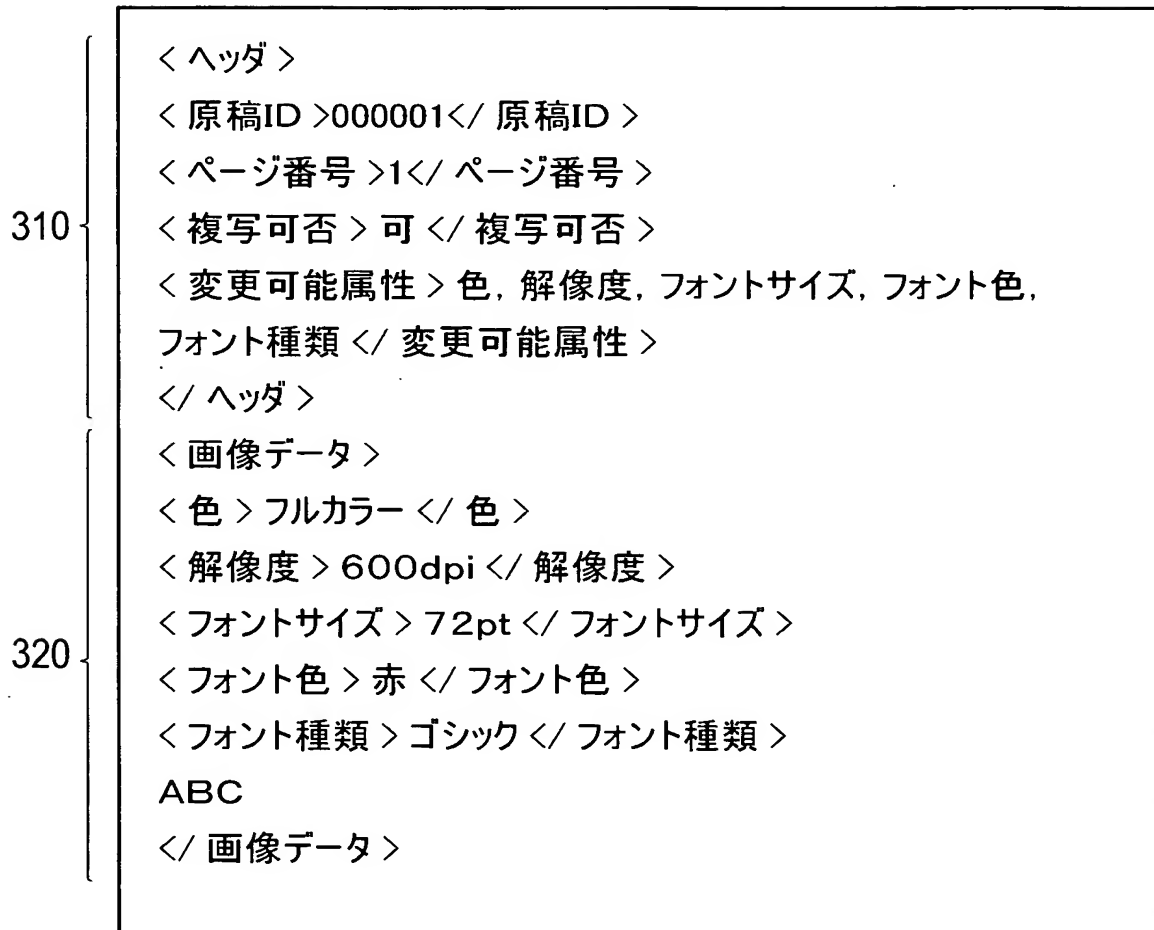 <ヘッダ>
<原稿ID>000001</原稿ID>
<ページ番号>1</ページ番号>
310
<複写可否>可</複写可否>
<変更可能属性>色, 解像度, フォントサイズ, フォント色,
フォント種類</変更可能属性>
</ヘッダ>
<画像データ>
<色>フルカラー</色>
<解像度>600dpi</解像度>
<フォントサイズ>72pt</フォントサイズ>
320
<フォント色>赤</フォント色>
<フォント種類>ゴシック</フォント種類>
ABC
</画像データ>